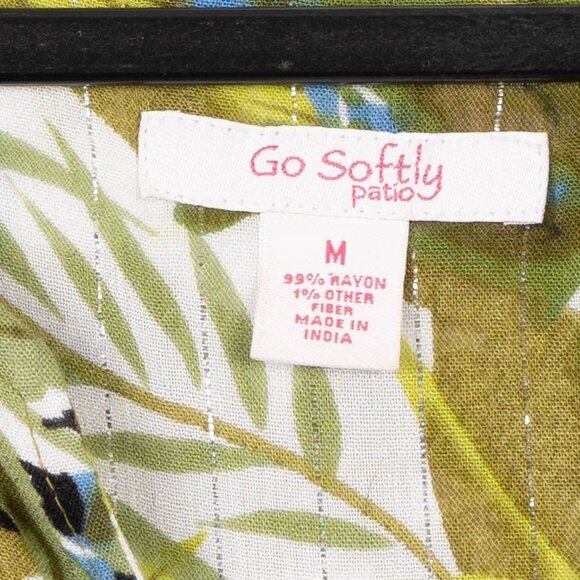 Go Softly
patio
M
99% RAYON
1% OTHER
FIBER
MADE IN
INDIA